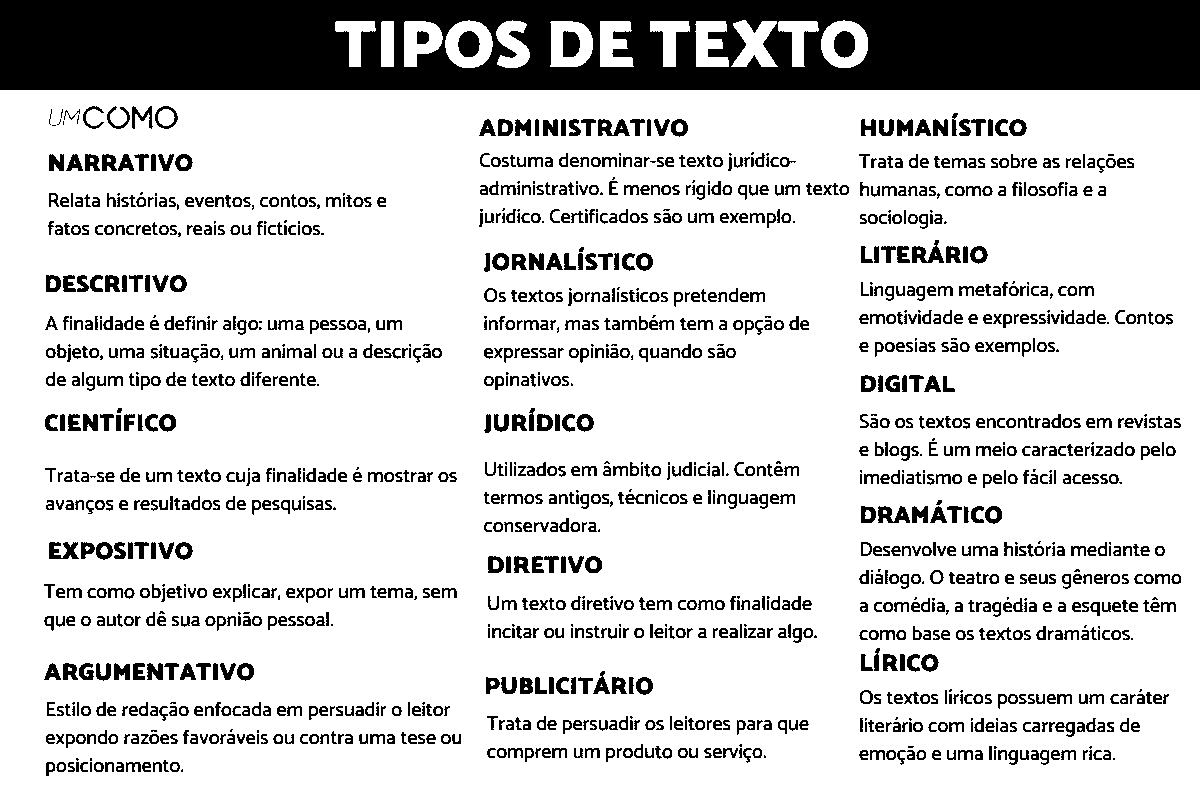 TIPOS DE TEXTO
UMCOMO
NARRATIVO
Relata histórias, eventos, contos, mitos e
fatos concretos, reais ou fictícios.
DESCRITIVO
A finalidade é definir algo: uma pessoa, um
objeto, uma situação, um animal ou a descrição
de algum tipo de texto diferente.
CIENTÍFICO
Trata-se de um texto cuja finalidade é mostrar os
avanços e resultados de pesquisas.
EXPOSITIVO
Tem como objetivo explicar, expor um tema, sem
que o autor dê sua opnião pessoal.
ARGUMENTATIVO
Estilo de redação enfocada em persuadir o leitor
expondo razões favoráveis ou contra uma tese ou
posicionamento.
ADMINISTRATIVO
Costuma denominar-se texto jurídico-
administrativo. É menos rígido que um texto
jurídico. Certificados são um exemplo.
JORNALÍSTICO
Os textos jornalísticos pretendem
informar, mas também tem a opção de
expressar opinião, quando são
opinativos.
JURÍDICO
Utilizados em âmbito judicial. Contêm
termos antigos, técnicos e linguagem
conservadora.
DIRETIVO
Um texto diretivo tem como finalidade
incitar ou instruir o leitor a realizar algo.
PUBLICITÁRIO
Trata de persuadir os leitores para que
comprem um produto ou serviço.
HUMANÍSTICO
Trata de temas sobre as relações
humanas, como a filosofia e a
sociologia.
LITERÁRIO
Linguagem metafórica, com
emotividade e expressividade. Contos
e poesias são exemplos.
DIGITAL
São os textos encontrados em revistas
e blogs. É um meio caracterizado pelo
imediatismo e pelo fácil acesso.
DRAMÁTICO
Desenvolve uma história mediante o
diálogo. O teatro e seus gêneros como
a comédia, a tragédia e a esquete têm
como base os textos dramáticos.
LÍRICO
Os textos líricos possuem um caráter
literário com ideias carregadas de
emoção e uma linguagem rica.